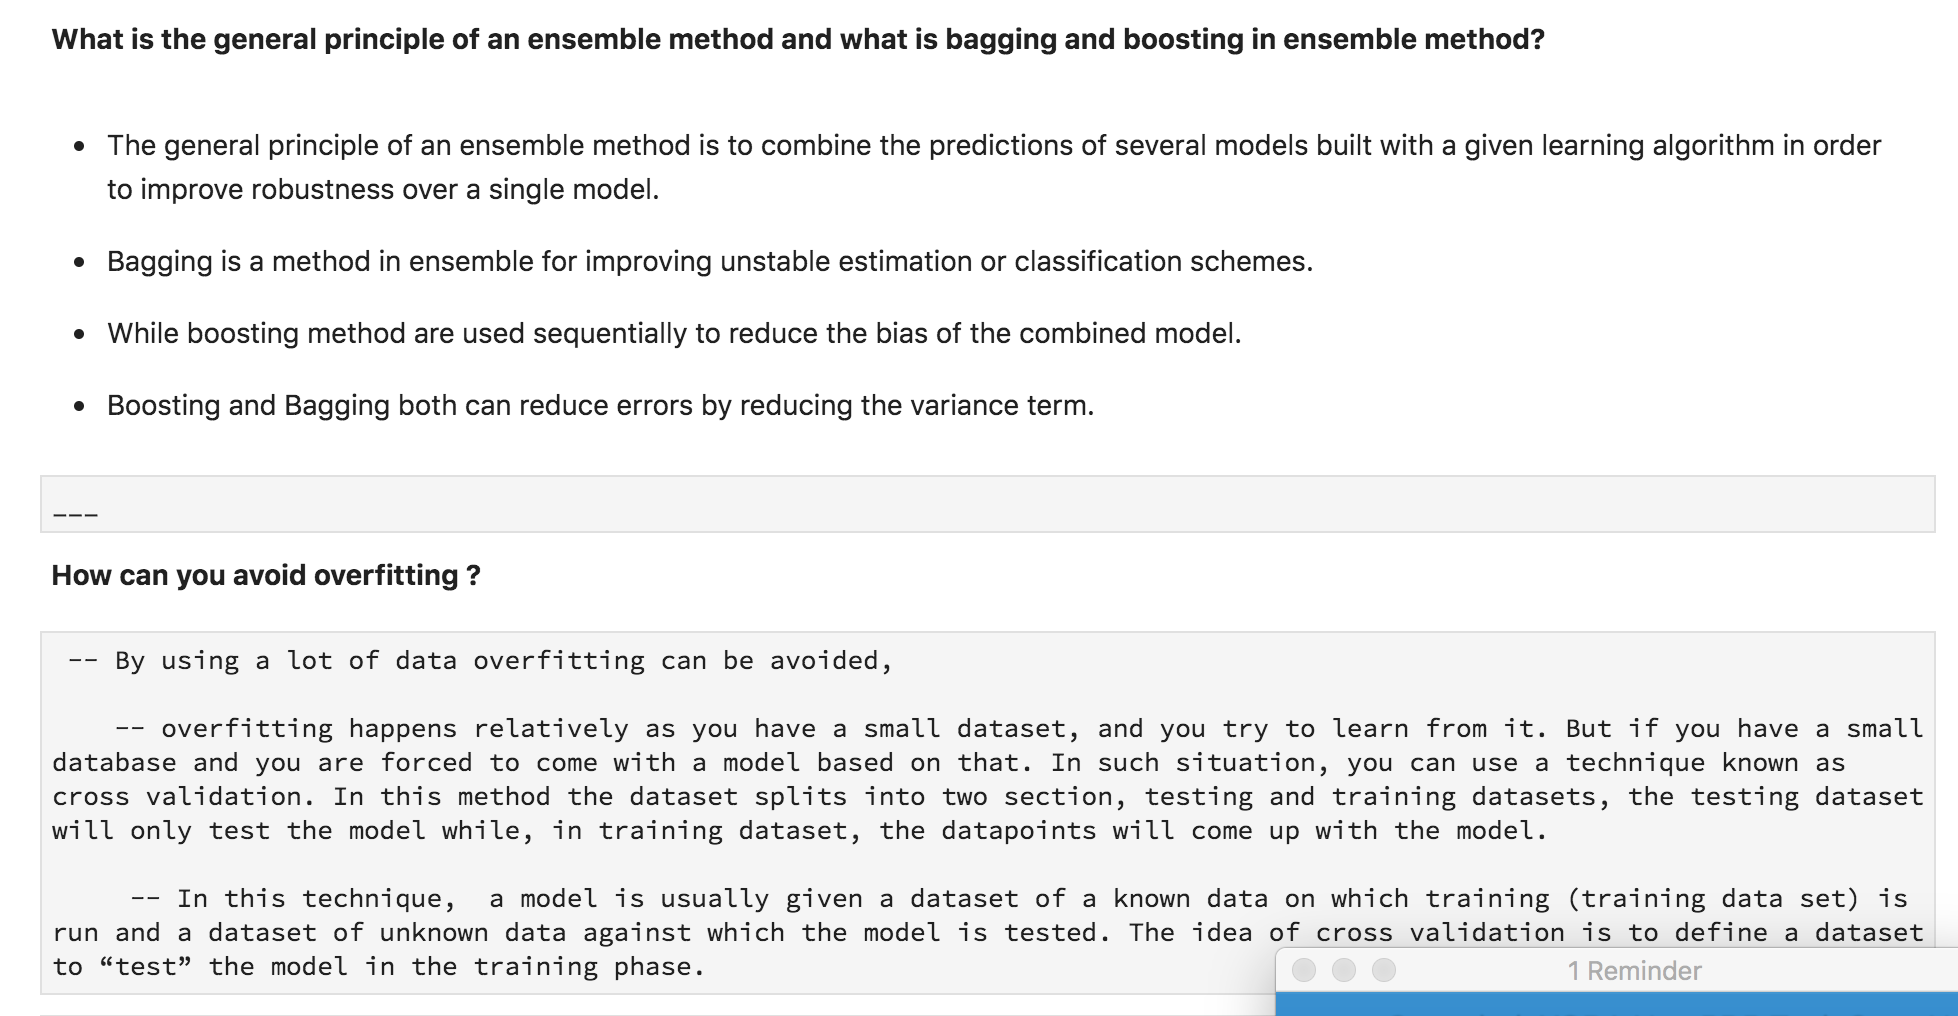 What is the general principle of an ensemble method and what is bagging and boosting in ensemble method?
• The general principle of an ensemble method is to combine the predictions of several models built with a given learning algorithm in order
to improve robustness over a single model.
• Bagging is a method in ensemble for improving unstable estimation or classification schemes.
• While boosting method are used sequentially to reduce the bias of the combined model.
• Boosting and Bagging both can reduce errors by reducing the variance term.
___
How can you avoid overfitting ?
-- By using a lot of data overfitting can be avoided,
-- overfitting happens relatively as you have a small dataset, and you try to learn from it. But if you have a small
database and you are forced to come with a model based on that. In such situation, you can use a technique known as
cross validation. In this method the dataset splits into two section, testing and training datasets, the testing dataset
will only test the model while, in training dataset, the datapoints will come up with the model.
-- In this technique,  a model is usually given a dataset of a known data on which training (training data set) is
run and a dataset of unknown data against which the model is tested. The idea of cross validation is to define a dataset
to “test” the model in the training phase.
1 Reminder